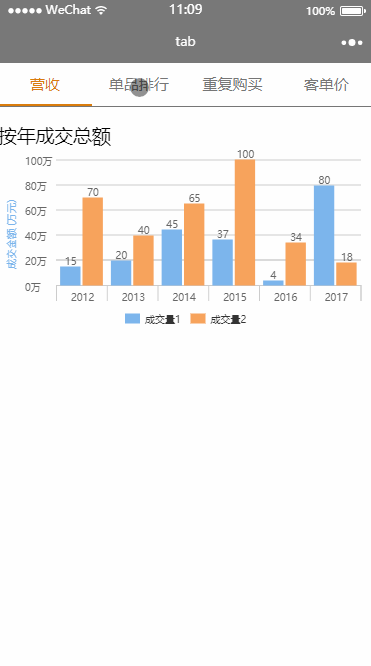 WeChat 11:09 100%
tab
营收 单品排行 重复购买 客单价
按年成交总额
成交金额 (万元)
100万
80万
60万
40万
20万
0万
15 70 20 40 45 65 37 100 4 34 80 18
2012 2013 2014 2015 2016 2017
成交量1 成交量2